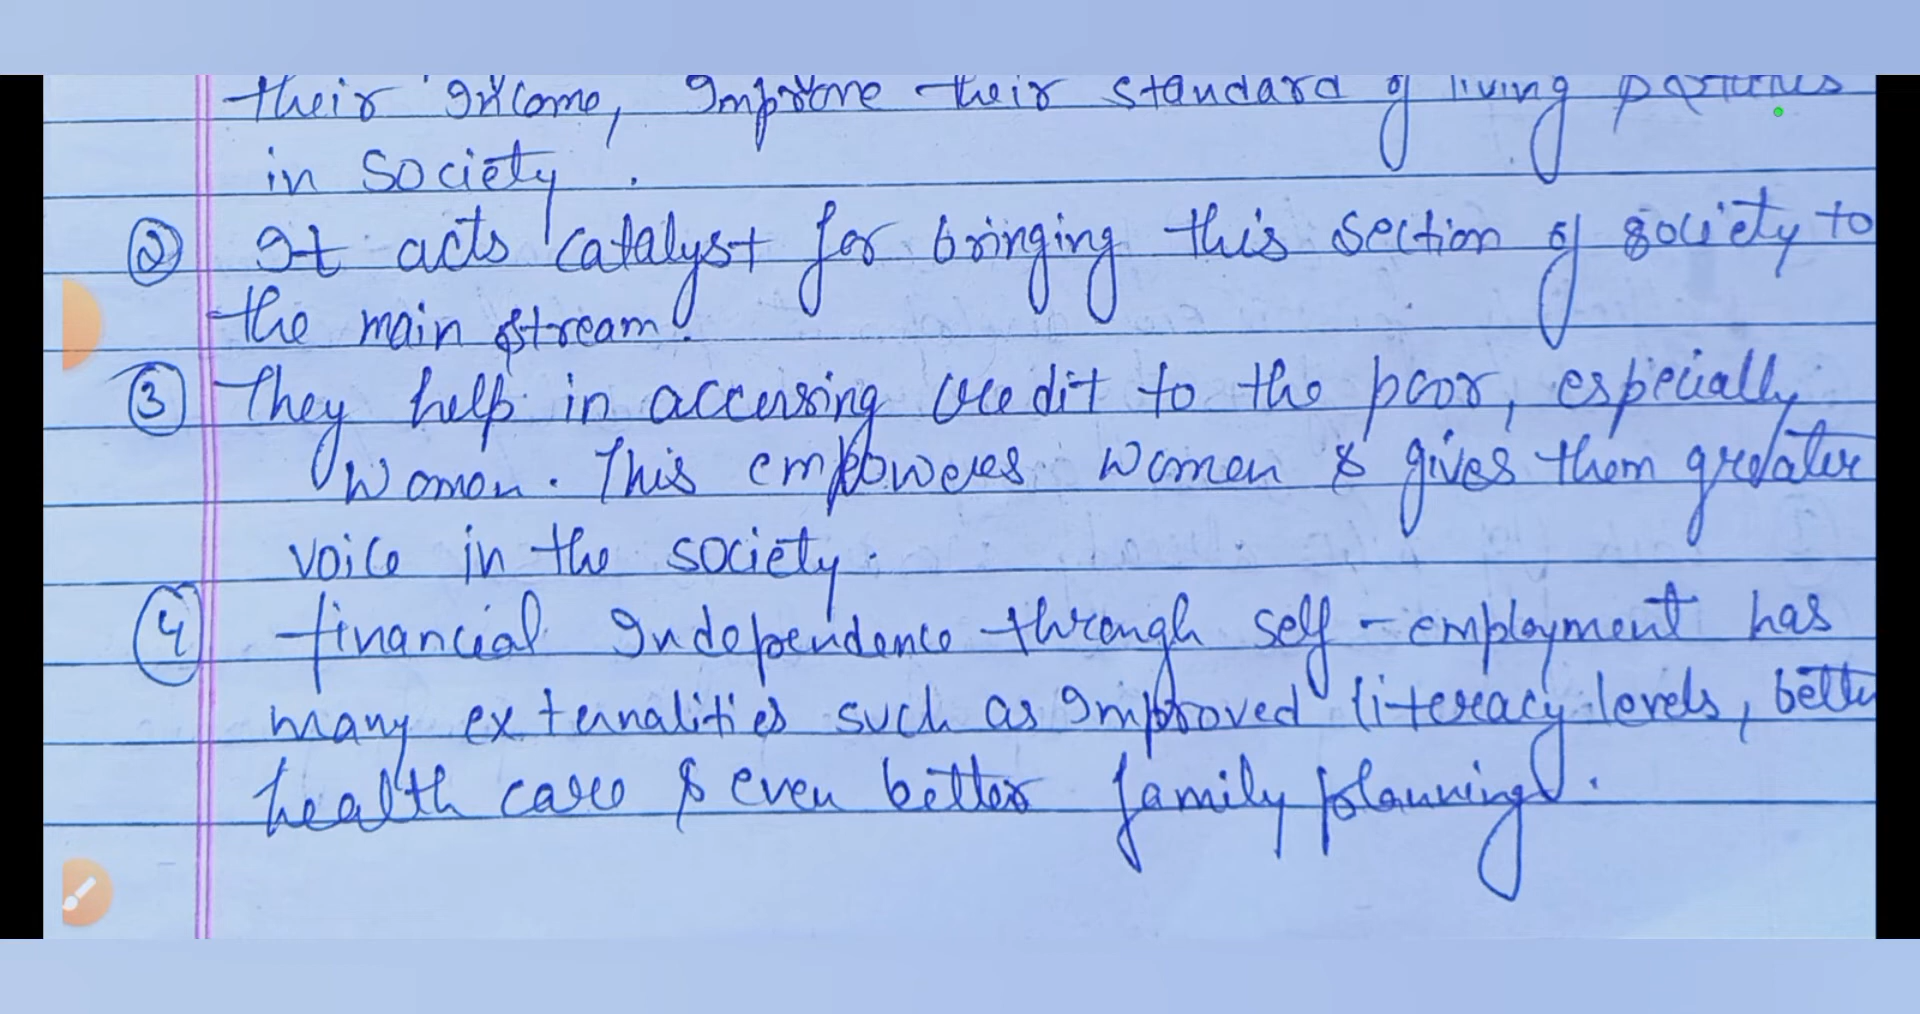 their income, Improve their standard of living
in society.
② It acts catalyst for bringing this section of society to
the main stream.
③ They help in accessing credit to the poor, especially
women. This empowers women & gives them greater
voice in the society.
④ financial Independence through self-employment has
many externalities such as Improved literacy levels, better
health care & even better family planning.